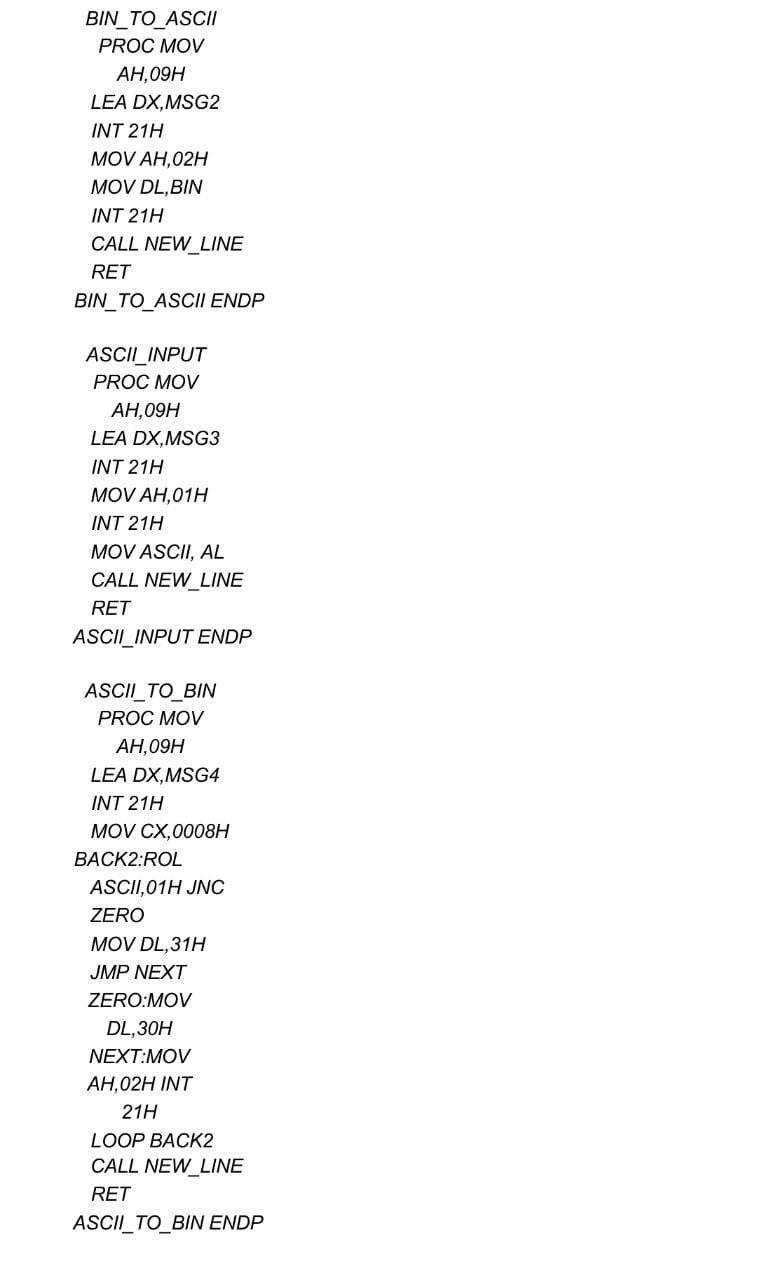 BIN_TO_ASCII
PROC MOV
AH,09H
LEA DX,MSG2
INT 21H
MOV AH,02H
MOV DL,BIN
INT 21H
CALL NEW_LINE
RET
BIN_TO_ASCII ENDP
ASCII_INPUT
PROC MOV
AH,09H
LEA DX,MSG3
INT 21H
MOV AH,01H
INT 21H
MOV ASCII, AL
CALL NEW_LINE
RET
ASCII_INPUT ENDP
ASCII_TO_BIN
PROC MOV
AH,09H
LEA DX,MSG4
INT 21H
MOV CX,0008H
BACK2:ROL
ASCII,01H JNC
ZERO
MOV DL,31H
JMP NEXT
ZERO:MOV
DL,30H
NEXT:MOV
AH,02H INT
21H
LOOP BACK2
CALL NEW_LINE
RET
ASCII_TO_BIN ENDP